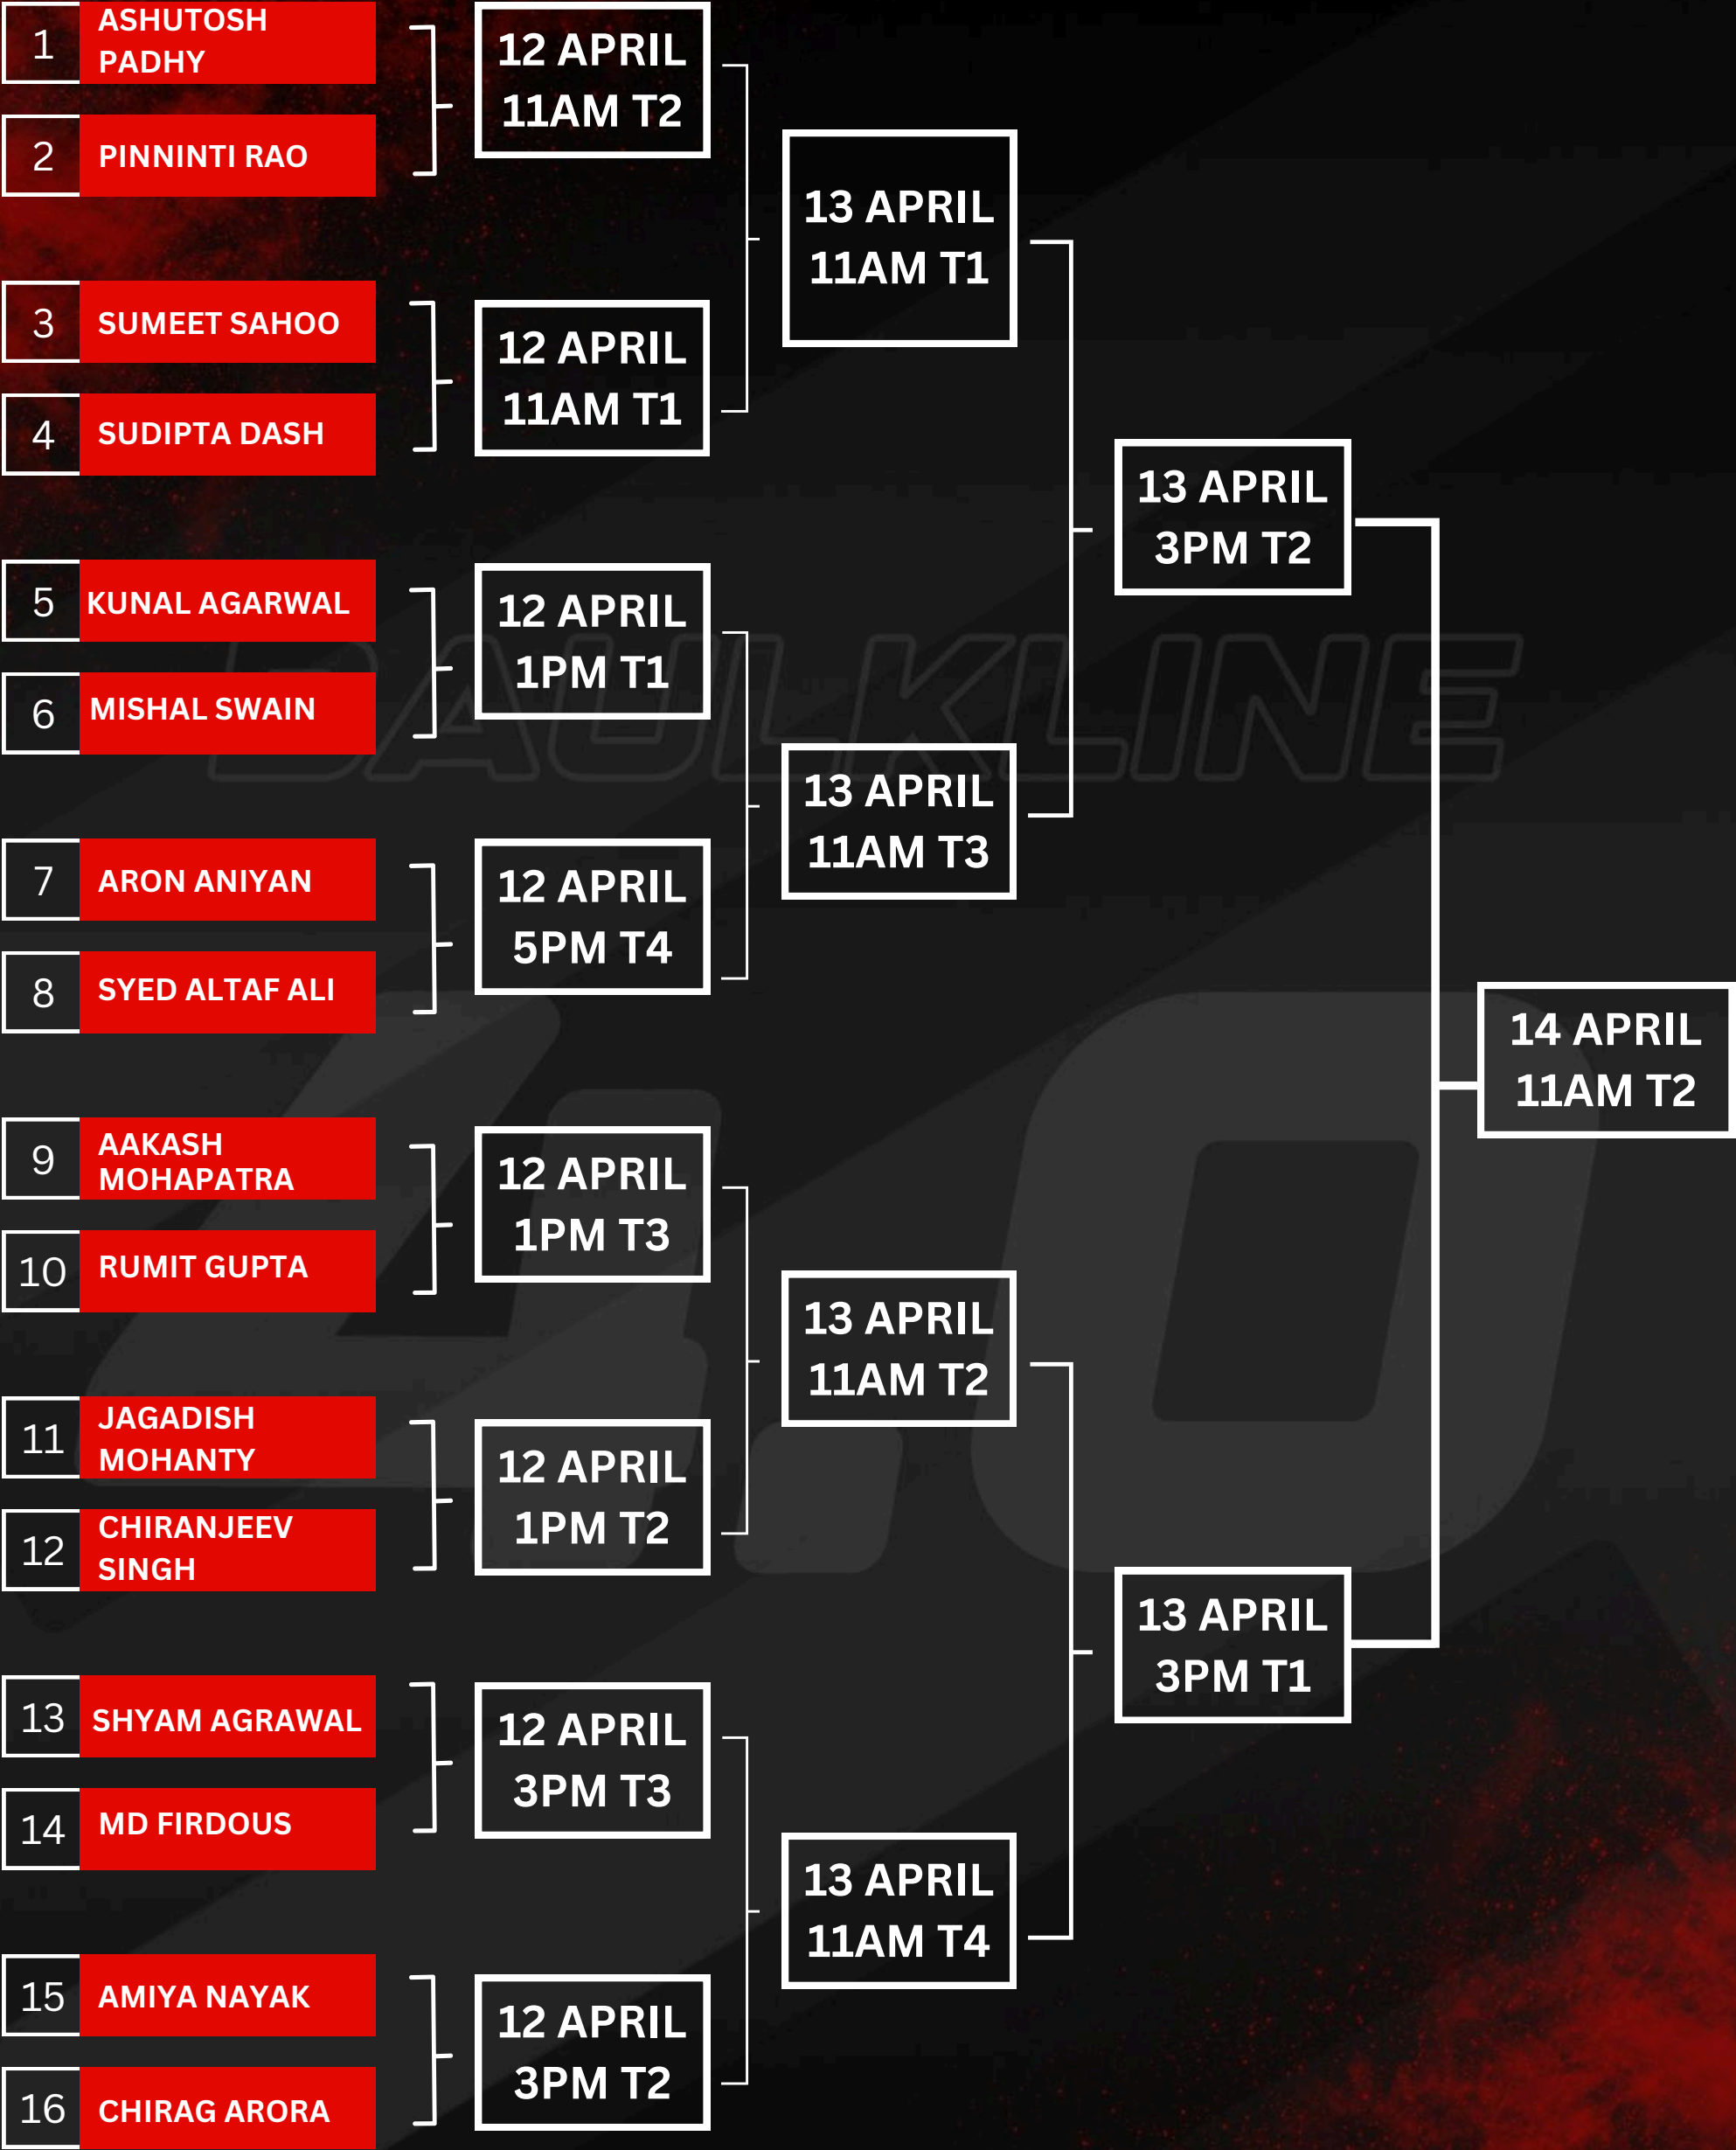 1
ASHUTOSH
PADHY
2
PINNINTI RAO
12 APRIL
11AM T2
3
SUMEET SAHOO
4
SUDIPTA DASH
12 APRIL
11AM T1
13 APRIL
11AM T1
5
KUNAL AGARWAL
6
MISHAL SWAIN
12 APRIL
1PM T1
7
ARON ANIYAN
8
SYED ALTAF ALI
12 APRIL
5PM T4
13 APRIL
11AM T3
13 APRIL
3PM T2
BAULKLINE
4.0
9
AAKASH
MOHAPATRA
10
RUMIT GUPTA
12 APRIL
1PM T3
11
JAGADISH
MOHANTY
12
CHIRANJEEV
SINGH
12 APRIL
1PM T2
13 APRIL
11AM T2
13
SHYAM AGRAWAL
14
MD FIRDOUS
12 APRIL
3PM T3
15
AMIYA NAYAK
16
CHIRAG ARORA
12 APRIL
3PM T2
13 APRIL
11AM T4
13 APRIL
3PM T1
14 APRIL
11AM T2